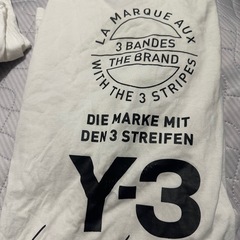 LA MARQUE AUX
3 BANDES
THE BRAND
WITH THE 3 STRIPES
DIE MARKE MIT
DEN 3 STREIFEN
Y-3